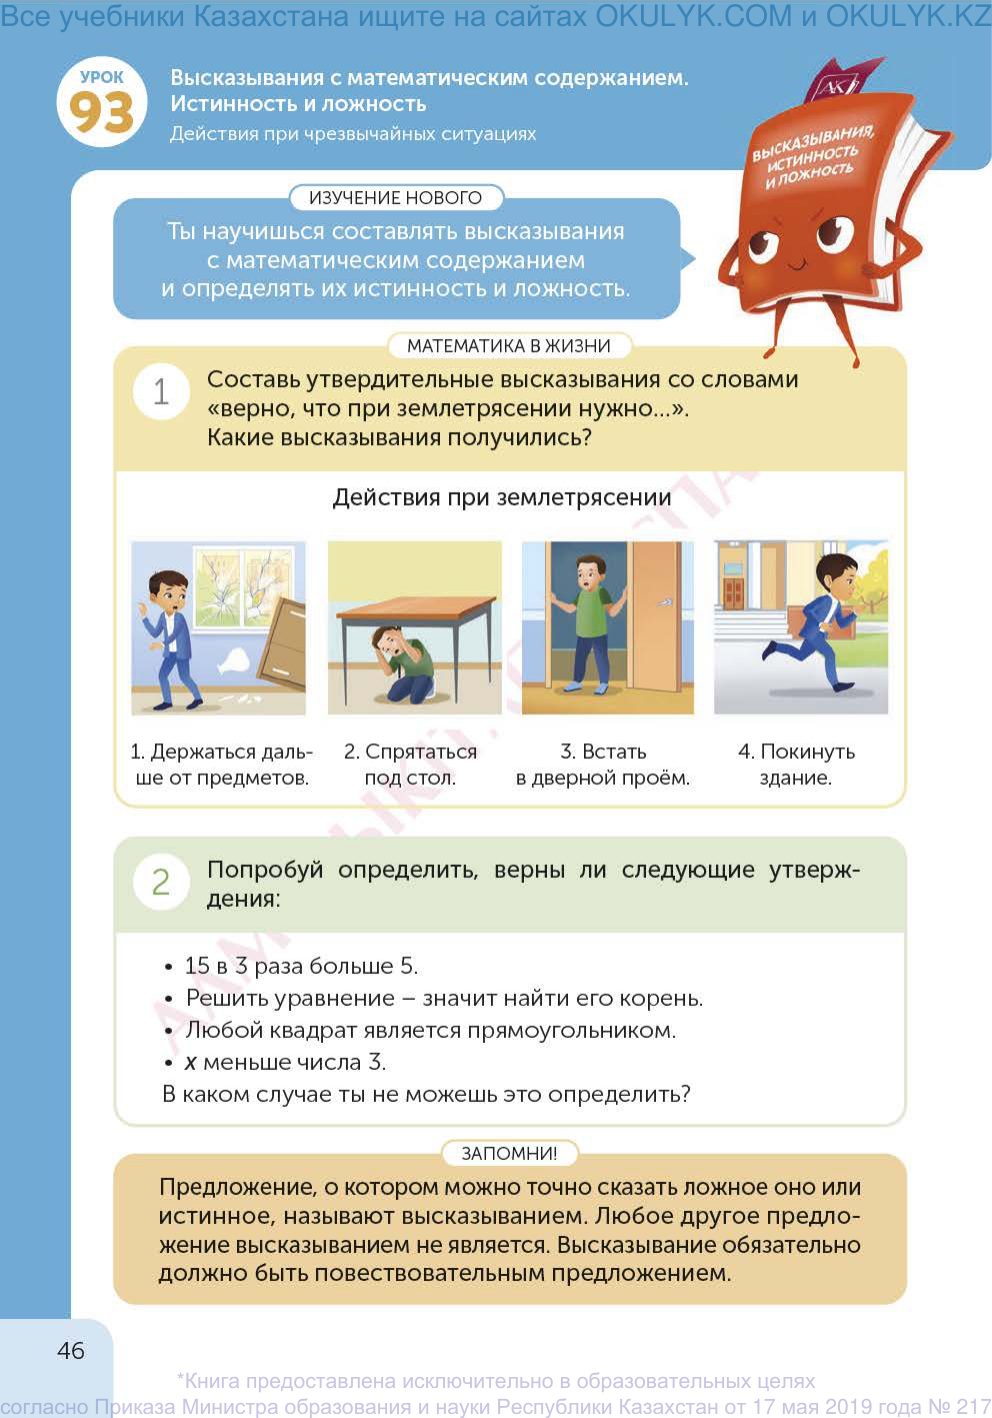 Все учебники Казахстана ищите на сайтах OKULYK.COM и OKULYK.KZ
УРОК
93
Высказывания с математическим содержанием.
Истинность и ложность
Действия при чрезвычайных ситуациях
АК
ВЫСКАЗЫВАНИЯ,
ИСТИННОСТЬ
И ЛОЖНОСТЬ
ИЗУЧЕНИЕ НОВОГО
Ты научишься составлять высказывания
с математическим содержанием
и определять их истинность и ложность.
МАТЕМАТИКА В ЖИЗНИ
1
Составь утвердительные высказывания со словами
«верно, что при землетрясении нужно...».
Какие высказывания получились?
Действия при землетрясении
1. Держаться даль-
ше от предметов.
2. Спрятаться
под стол.
3. Встать
в дверной проём.
4. Покинуть
здание.
2
Попробуй определить, верны ли следующие утверж-
дения:
• 15 в 3 раза больше 5.
• Решить уравнение – значит найти его корень.
• Любой квадрат является прямоугольником.
• x меньше числа 3.
В каком случае ты не можешь это определить?
ЗАПОМНИ!
Предложение, о котором можно точно сказать ложное оно или
истинное, называют высказыванием. Любое другое предло-
жение высказыванием не является. Высказывание обязательно
должно быть повествовательным предложением.
46
*Книга предоставлена исключительно в образовательных целях
согласно Приказа Министра образования и науки Республики Казахстан от 17 мая 2019 года № 217